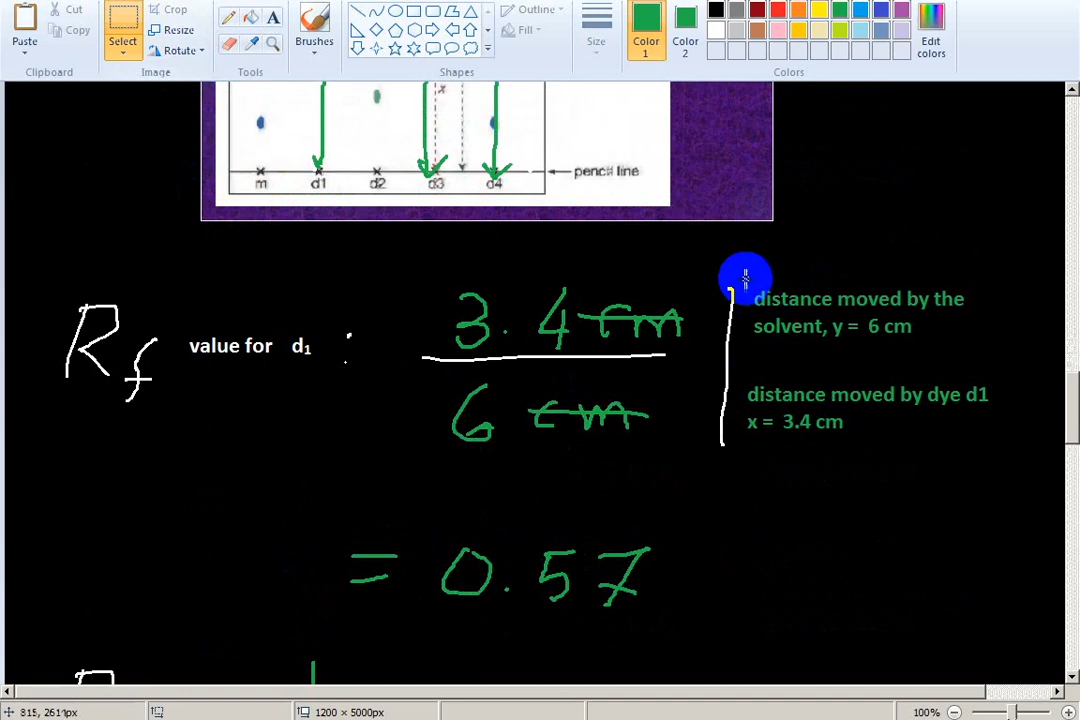 Paste
Cut
Copy
Clipboard
Select
Crop
Resize
Rotate
Image
Tools
Brushes
Shapes
Outline
Fill
Size
Color 1
Color 2
Edit colors
Colors
x
pencil line
m d1 d2 d3 d4
Rf value for d₁ : 3.4 cm
6 cm
= 0.57
distance moved by the
solvent, y = 6 cm
distance moved by dye d1
x = 3.4 cm
815, 2611px
1200 × 5000px
100%